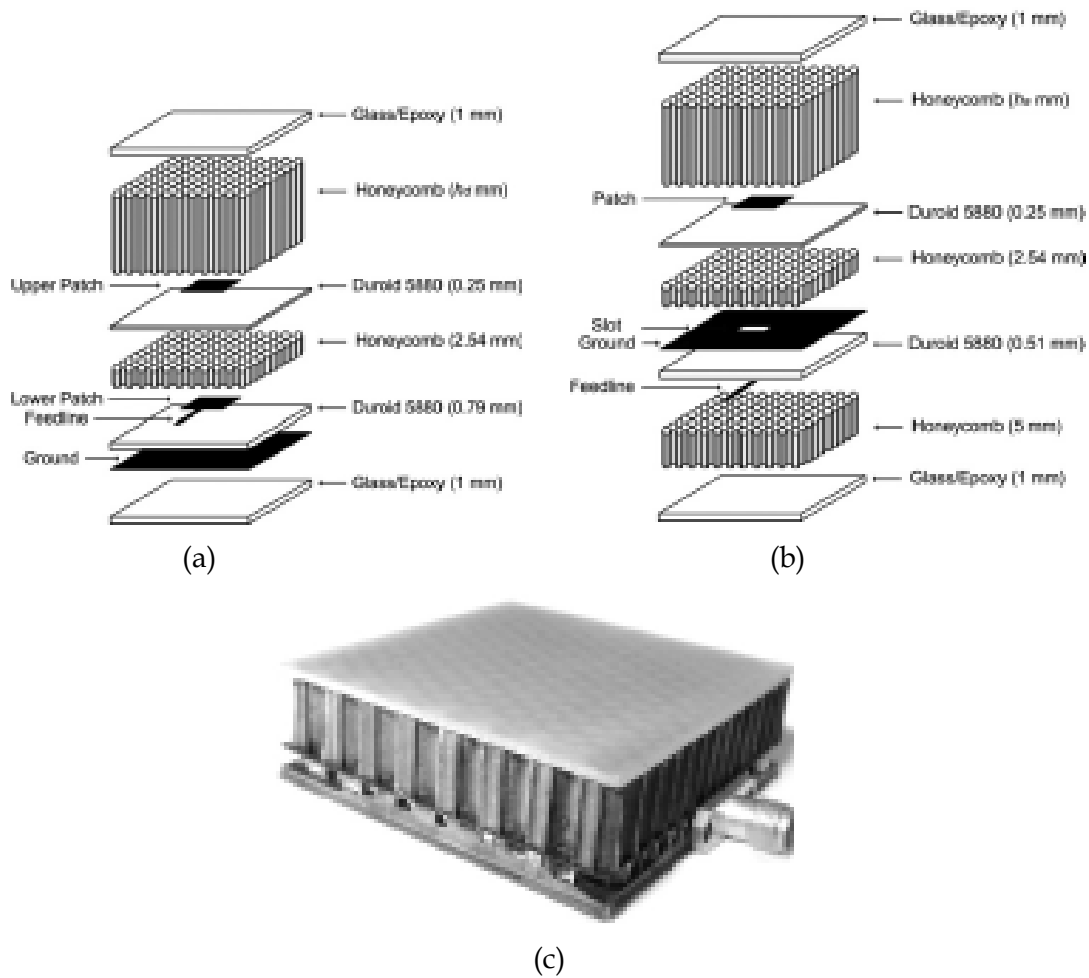 Glass/Epoxy (1 mm)
Honeycomb (ha mm)
Upper Patch
Duroid 5880 (0.25 mm)
Honeycomb (2.54 mm)
Lower Patch
Feedline
Duroid 5880 (0.79 mm)
Ground
Glass/Epoxy (1 mm)
(a)
Glass/Epoxy (1 mm)
Honeycomb (ha mm)
Patch
Duroid 5880 (0.25 mm)
Honeycomb (2.54 mm)
Slot
Ground
Duroid 5880 (0.51 mm)
Feedline
Honeycomb (5 mm)
Glass/Epoxy (1 mm)
(b)
(c)